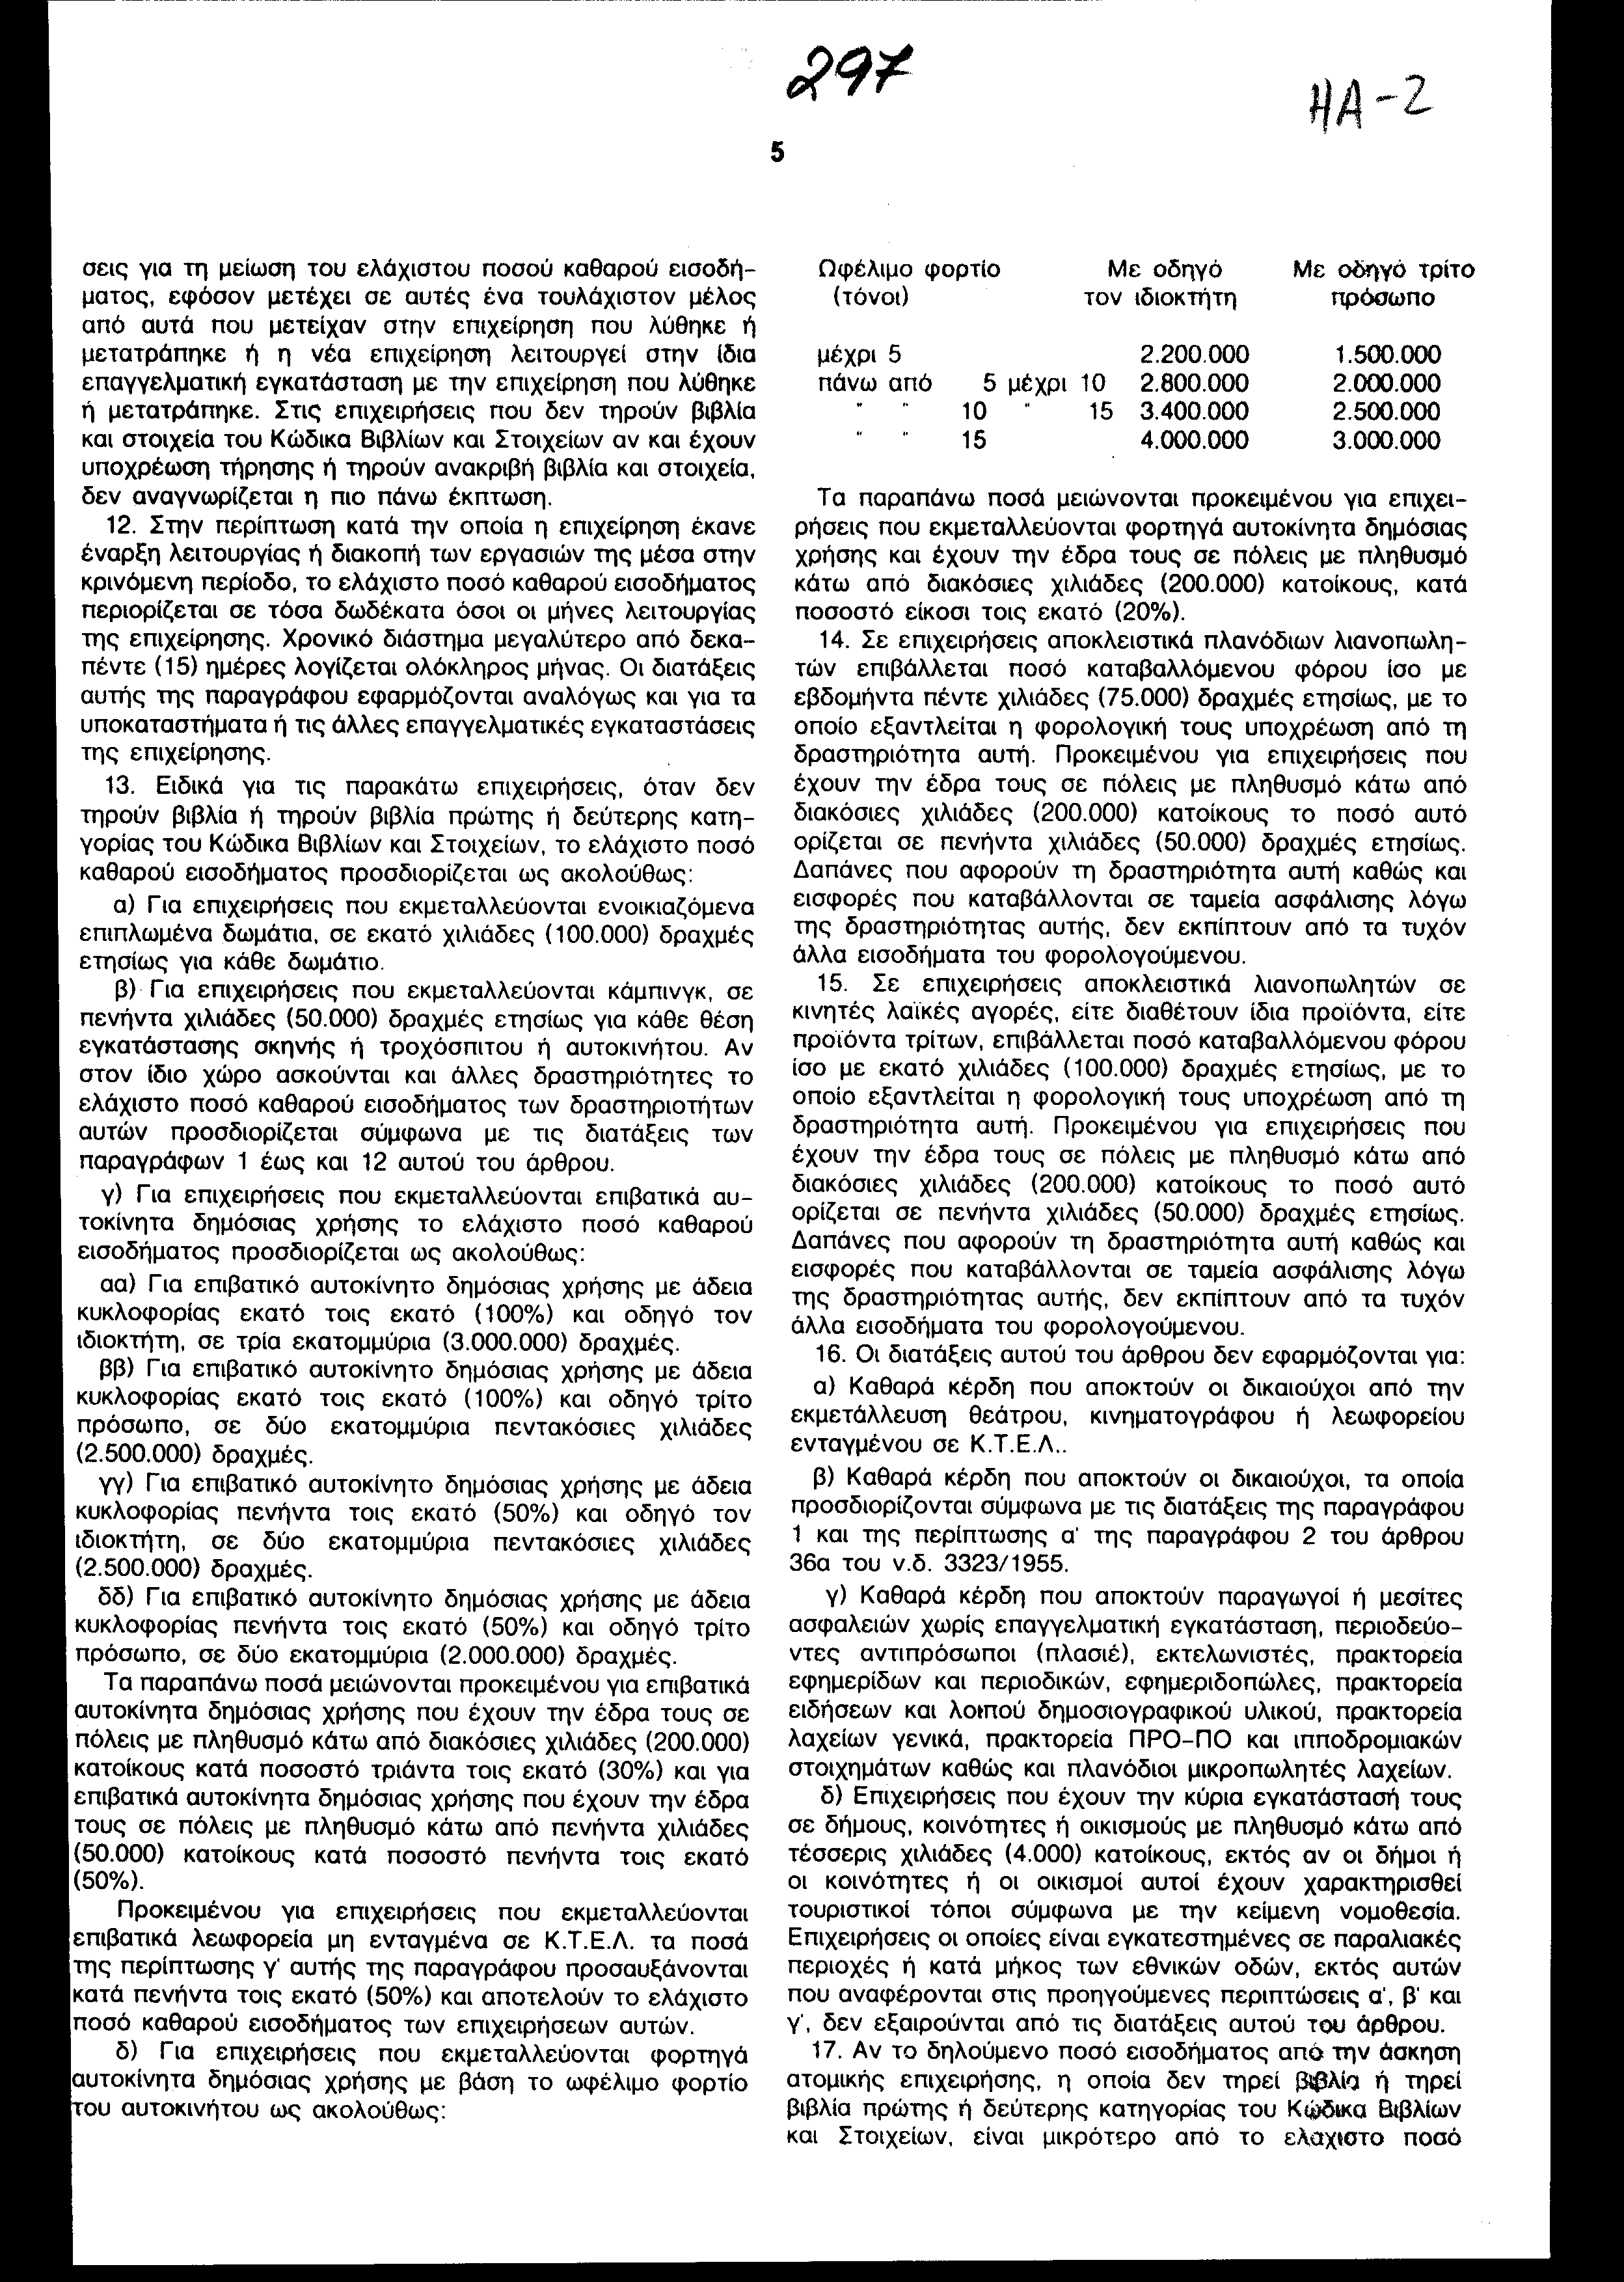 297
HA-2
5
σεις για τη μείωση του ελάχιστου ποσού καθαρού εισοδή-
ματος, εφόσον μετέχει σε αυτές ένα τουλάχιστον μέλος
από αυτά που μετείχαν στην επιχείρηση που λύθηκε ή
μετατράπηκε ή η νέα επιχείρηση λειτουργεί στην ίδια
επαγγελματική εγκατάσταση με την επιχείρηση που λύθηκε
ή μετατράπηκε. Στις επιχειρήσεις που δεν τηρούν βιβλία
και στοιχεία του Κώδικα Βιβλίων και Στοιχείων αν και έχουν
υποχρέωση τήρησης ή τηρούν ανακριβή βιβλία και στοιχεία,
δεν αναγνωρίζεται η πιο πάνω έκπτωση.
12. Στην περίπτωση κατά την οποία η επιχείρηση έκανε
έναρξη λειτουργίας ή διακοπή των εργασιών της μέσα στην
κρινόμενη περίοδο, το ελάχιστο ποσό καθαρού εισοδήματος
περιορίζεται σε τόσα δωδέκατα όσοι οι μήνες λειτουργίας
της επιχείρησης. Χρονικό διάστημα μεγαλύτερο από δεκα-
πέντε (15) ημέρες λογίζεται ολόκληρος μήνας. Οι διατάξεις
αυτής της παραγράφου εφαρμόζονται αναλόγως και για τα
υποκαταστήματα ή τις άλλες επαγγελματικές εγκαταστάσεις
της επιχείρησης.
13. Ειδικά για τις παρακάτω επιχειρήσεις, όταν δεν
τηρούν βιβλία ή τηρούν βιβλία πρώτης ή δεύτερης κατη-
γορίας του Κώδικα Βιβλίων και Στοιχείων, το ελάχιστο ποσό
καθαρού εισοδήματος προσδιορίζεται ως ακολούθως:
α) Για επιχειρήσεις που εκμεταλλεύονται ενοικιαζόμενα
επιπλωμένα δωμάτια, σε εκατό χιλιάδες (100.000) δραχμές
ετησίως για κάθε δωμάτιο.
β) Για επιχειρήσεις που εκμεταλλεύονται κάμπινγκ, σε
πενήντα χιλιάδες (50.000) δραχμές ετησίως για κάθε θέση
εγκατάστασης σκηνής ή τροχόσπιτου ή αυτοκινήτου. Αν
στον ίδιο χώρο ασκούνται και άλλες δραστηριότητες το
ελάχιστο ποσό καθαρού εισοδήματος των δραστηριοτήτων
αυτών προσδιορίζεται σύμφωνα με τις διατάξεις των
παραγράφων 1 έως και 12 αυτού του άρθρου.
γ) Για επιχειρήσεις που εκμεταλλεύονται επιβατικά αυ-
τοκίνητα δημόσιας χρήσης το ελάχιστο ποσό καθαρού
εισοδήματος προσδιορίζεται ως ακολούθως:
αα) Για επιβατικό αυτοκίνητο δημόσιας χρήσης με άδεια
κυκλοφορίας εκατό τοις εκατό (100%) και οδηγό τον
ιδιοκτήτη, σε τρία εκατομμύρια (3.000.000) δραχμές.
ββ) Για επιβατικό αυτοκίνητο δημόσιας χρήσης με άδεια
κυκλοφορίας εκατό τοις εκατό (100%) και οδηγό τρίτο
πρόσωπο, σε δύο εκατομμύρια πεντακόσιες χιλιάδες
(2.500.000) δραχμές.
γγ) Για επιβατικό αυτοκίνητο δημόσιας χρήσης με άδεια
κυκλοφορίας πενήντα τοις εκατό (50%) και οδηγό τον
ιδιοκτήτη, σε δύο εκατομμύρια πεντακόσιες χιλιάδες
(2.500.000) δραχμές.
δδ) Για επιβατικό αυτοκίνητο δημόσιας χρήσης με άδεια
κυκλοφορίας πενήντα τοις εκατό (50%) και οδηγό τρίτο
πρόσωπο, σε δύο εκατομμύρια (2.000.000) δραχμές.
Τα παραπάνω ποσά μειώνονται προκειμένου για επιβατικά
αυτοκίνητα δημόσιας χρήσης που έχουν την έδρα τους σε
πόλεις με πληθυσμό κάτω από διακόσιες χιλιάδες (200.000)
κατοίκους κατά ποσοστό τριάντα τοις εκατό (30%) και για
επιβατικά αυτοκίνητα δημόσιας χρήσης που έχουν την έδρα
τους σε πόλεις με πληθυσμό κάτω από πενήντα χιλιάδες
(50.000) κατοίκους κατά ποσοστό πενήντα τοις εκατό
(50%).
Προκειμένου για επιχειρήσεις που εκμεταλλεύονται
επιβατικά λεωφορεία μη ενταγμένα σε Κ.Τ.Ε.Λ. τα ποσά
της περίπτωσης γ' αυτής της παραγράφου προσαυξάνονται
κατά πενήντα τοις εκατό (50%) και αποτελούν το ελάχιστο
ποσό καθαρού εισοδήματος των επιχειρήσεων αυτών.
δ) Για επιχειρήσεις που εκμεταλλεύονται φορτηγά
αυτοκίνητα δημόσιας χρήσης με βάση το ωφέλιμο φορτίο
του αυτοκινήτου ως ακολούθως:
Ωφέλιμο φορτίο Με οδηγό Με οδηγό τρίτο
(τόνοι) τον ιδιοκτήτη πρόσωπο
μέχρι 5 2.200.000 1.500.000
πάνω από 5 μέχρι 10 2.800.000 2.000.000
" " 10 " 15 3.400.000 2.500.000
" " 15 4.000.000 3.000.000
Τα παραπάνω ποσά μειώνονται προκειμένου για επιχει-
ρήσεις που εκμεταλλεύονται φορτηγά αυτοκίνητα δημόσιας
χρήσης και έχουν την έδρα τους σε πόλεις με πληθυσμό
κάτω από διακόσιες χιλιάδες (200.000) κατοίκους, κατά
ποσοστό είκοσι τοις εκατό (20%).
14. Σε επιχειρήσεις αποκλειστικά πλανόδιων λιανοπωλη-
τών επιβάλλεται ποσό καταβαλλόμενου φόρου ίσο με
εβδομήντα πέντε χιλιάδες (75.000) δραχμές ετησίως, με το
οποίο εξαντλείται η φορολογική τους υποχρέωση από τη
δραστηριότητα αυτή. Προκειμένου για επιχειρήσεις που
έχουν την έδρα τους σε πόλεις με πληθυσμό κάτω από
διακόσιες χιλιάδες (200.000) κατοίκους το ποσό αυτό
ορίζεται σε πενήντα χιλιάδες (50.000) δραχμές ετησίως.
Δαπάνες που αφορούν τη δραστηριότητα αυτή καθώς και
εισφορές που καταβάλλονται σε ταμεία ασφάλισης λόγω
της δραστηριότητας αυτής, δεν εκπίπτουν από τα τυχόν
άλλα εισοδήματα του φορολογούμενου.
15. Σε επιχειρήσεις αποκλειστικά λιανοπωλητών σε
κινητές λαϊκές αγορές, είτε διαθέτουν ίδια προϊόντα, είτε
προϊόντα τρίτων, επιβάλλεται ποσό καταβαλλόμενου φόρου
ίσο με εκατό χιλιάδες (100.000) δραχμές ετησίως, με το
οποίο εξαντλείται η φορολογική τους υποχρέωση από τη
δραστηριότητα αυτή. Προκειμένου για επιχειρήσεις που
έχουν την έδρα τους σε πόλεις με πληθυσμό κάτω από
διακόσιες χιλιάδες (200.000) κατοίκους το ποσό αυτό
ορίζεται σε πενήντα χιλιάδες (50.000) δραχμές ετησίως.
Δαπάνες που αφορούν τη δραστηριότητα αυτή καθώς και
εισφορές που καταβάλλονται σε ταμεία ασφάλισης λόγω
της δραστηριότητας αυτής, δεν εκπίπτουν από τα τυχόν
άλλα εισοδήματα του φορολογούμενου.
16. Οι διατάξεις αυτού του άρθρου δεν εφαρμόζονται για:
α) Καθαρά κέρδη που αποκτούν οι δικαιούχοι από την
εκμετάλλευση θεάτρου, κινηματογράφου ή λεωφορείου
ενταγμένου σε Κ.Τ.Ε.Λ..
β) Καθαρά κέρδη που αποκτούν οι δικαιούχοι, τα οποία
προσδιορίζονται σύμφωνα με τις διατάξεις της παραγράφου
1 και της περίπτωσης α' της παραγράφου 2 του άρθρου
36α του ν.δ. 3323/1955.
γ) Καθαρά κέρδη που αποκτούν παραγωγοί ή μεσίτες
ασφαλειών χωρίς επαγγελματική εγκατάσταση, περιοδεύο-
ντες αντιπρόσωποι (πλασιέ), εκτελωνιστές, πρακτορεία
εφημερίδων και περιοδικών, εφημεριδοπώλες, πρακτορεία
ειδήσεων και λοιπού δημοσιογραφικού υλικού, πρακτορεία
λαχείων γενικά, πρακτορεία ΠΡΟ-ΠΟ και ιπποδρομιακών
στοιχημάτων καθώς και πλανόδιοι μικροπωλητές λαχείων.
δ) Επιχειρήσεις που έχουν την κύρια εγκατάστασή τους
σε δήμους, κοινότητες ή οικισμούς με πληθυσμό κάτω από
τέσσερις χιλιάδες (4.000) κατοίκους, εκτός αν οι δήμοι ή
οι κοινότητες ή οι οικισμοί αυτοί έχουν χαρακτηρισθεί
τουριστικοί τόποι σύμφωνα με την κείμενη νομοθεσία.
Επιχειρήσεις οι οποίες είναι εγκατεστημένες σε παραλιακές
περιοχές ή κατά μήκος των εθνικών οδών, εκτός αυτών
που αναφέρονται στις προηγούμενες περιπτώσεις α', β' και
γ', δεν εξαιρούνται από τις διατάξεις αυτού του άρθρου.
17. Αν το δηλούμενο ποσό εισοδήματος από την άσκηση
ατομικής επιχείρησης, η οποία δεν τηρεί βιβλία ή τηρεί
βιβλία πρώτης ή δεύτερης κατηγορίας του Κώδικα Βιβλίων
και Στοιχείων, είναι μικρότερο από το ελάχιστο ποσό